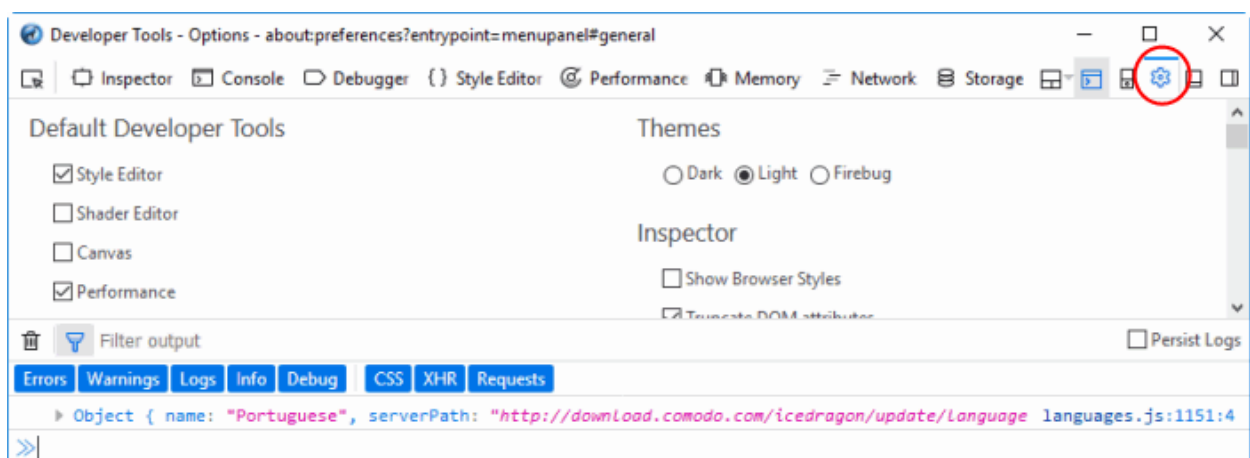 Developer Tools - Options - about:preferences?entrypoint=menupanel#general
Inspector Console Debugger { } Style Editor Performance Memory Network Storage
Default Developer Tools
Style Editor
Shader Editor
Canvas
Performance
Themes
Dark Light Firebug
Inspector
Show Browser Styles
Truncate DOM attributes
Filter output Persist Logs
Errors Warnings Logs Info Debug CSS XHR Requests
Object { name: "Portuguese", serverPath: "http://download.comodo.com/icedragon/update/language languages.js:1151:4